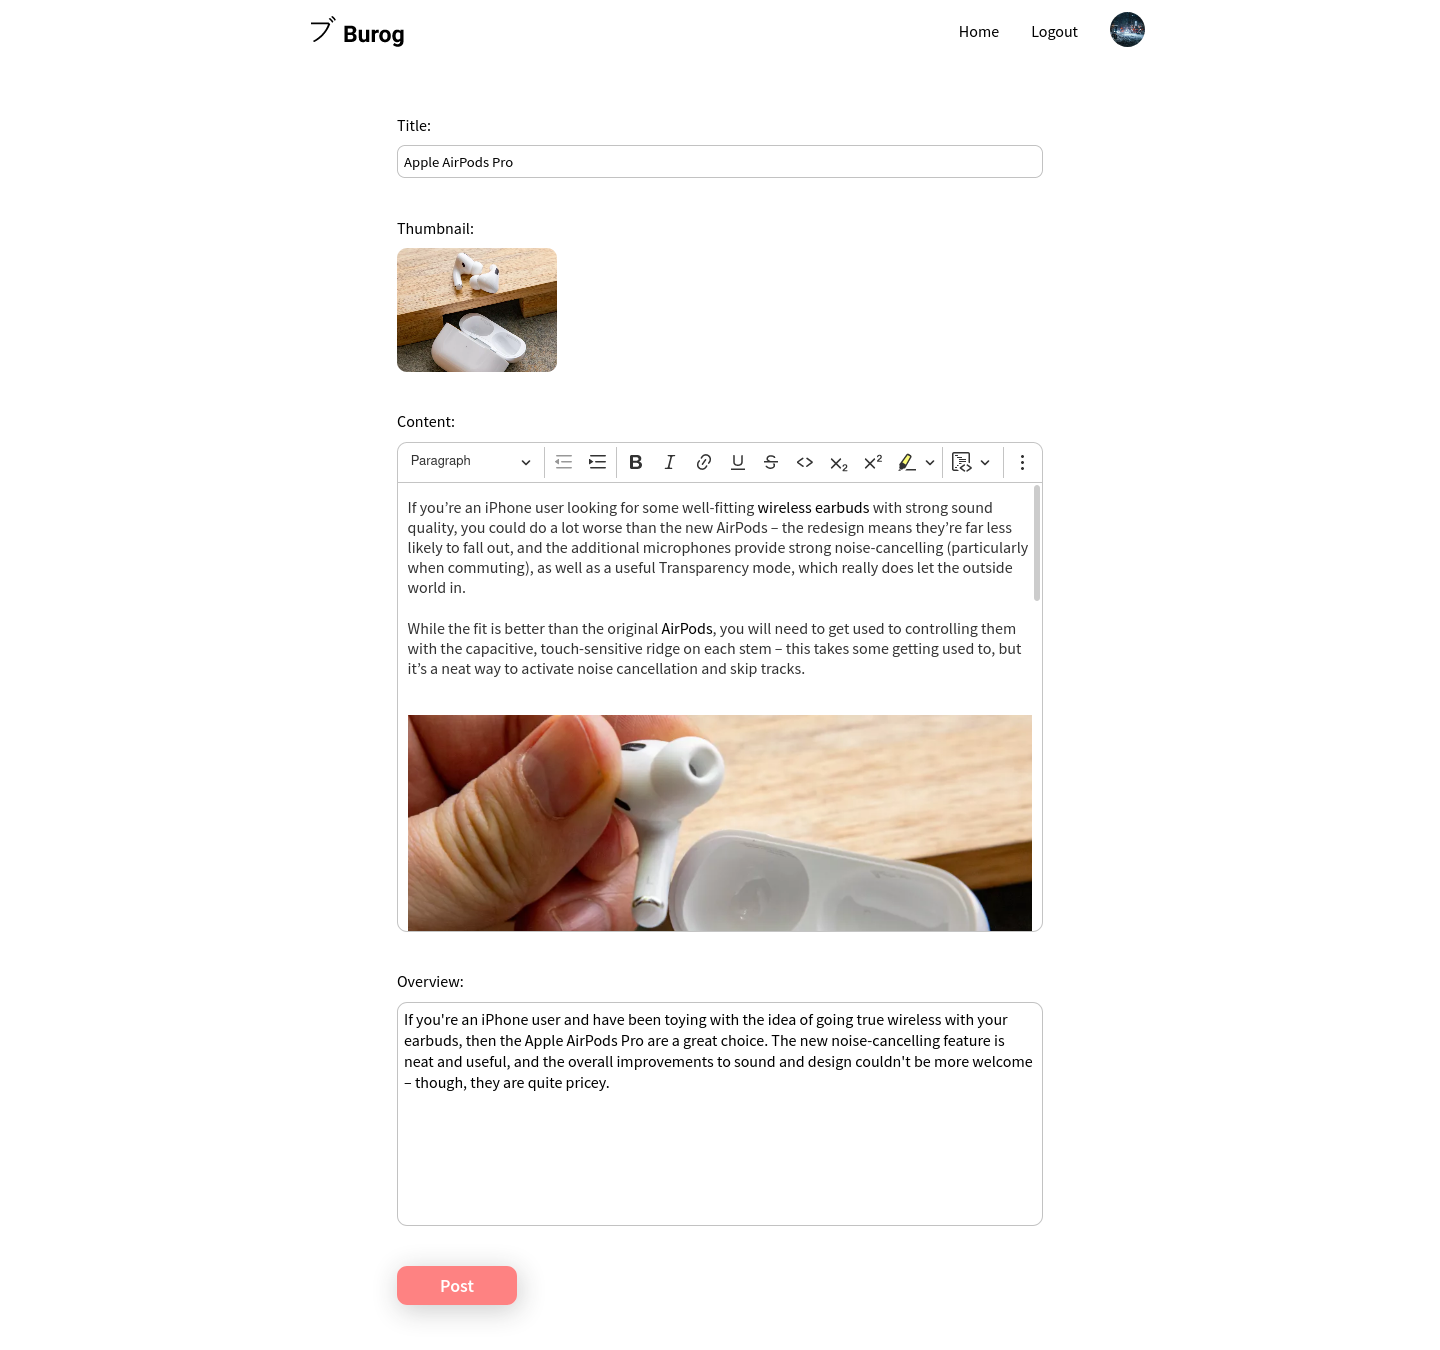 ブ Burog
Home
Logout
Title:
Apple AirPods Pro
Thumbnail:
Content:
Paragraph
If you’re an iPhone user looking for some well-fitting wireless earbuds with strong sound
quality, you could do a lot worse than the new AirPods – the redesign means they’re far less
likely to fall out, and the additional microphones provide strong noise-cancelling (particularly
when commuting), as well as a useful Transparency mode, which really does let the outside
world in.
While the fit is better than the original AirPods, you will need to get used to controlling them
with the capacitive, touch-sensitive ridge on each stem – this takes some getting used to, but
it’s a neat way to activate noise cancellation and skip tracks.
Overview:
If you're an iPhone user and have been toying with the idea of going true wireless with your
earbuds, then the Apple AirPods Pro are a great choice. The new noise-cancelling feature is
neat and useful, and the overall improvements to sound and design couldn't be more welcome
– though, they are quite pricey.
Post